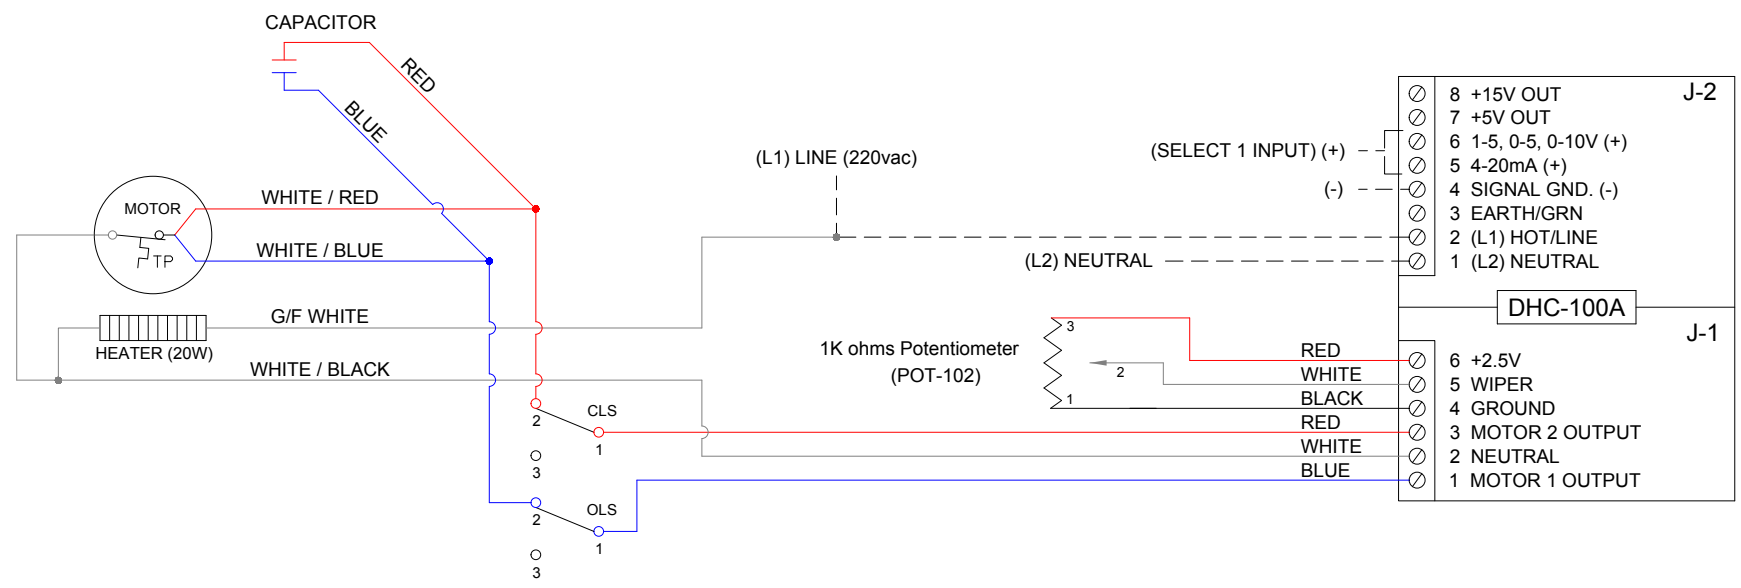 CAPACITOR
RED
BLUE
(L1) LINE (220vac)
MOTOR
TP
WHITE / RED
WHITE / BLUE
G/F WHITE
HEATER (20W)
WHITE / BLACK
CLS
2
1
3
OLS
2
1
3
(SELECT 1 INPUT) (+)
(-)
(L2) NEUTRAL
J-2
8 +15V OUT
7 +5V OUT
6 1-5, 0-5, 0-10V (+)
5 4-20mA (+)
4 SIGNAL GND. (-)
3 EARTH/GRN
2 (L1) HOT/LINE
1 (L2) NEUTRAL
DHC-100A
J-1
1K ohms Potentiometer
(POT-102)
3
2
1
RED
WHITE
BLACK
RED
WHITE
BLUE
6 +2.5V
5 WIPER
4 GROUND
3 MOTOR 2 OUTPUT
2 NEUTRAL
1 MOTOR 1 OUTPUT